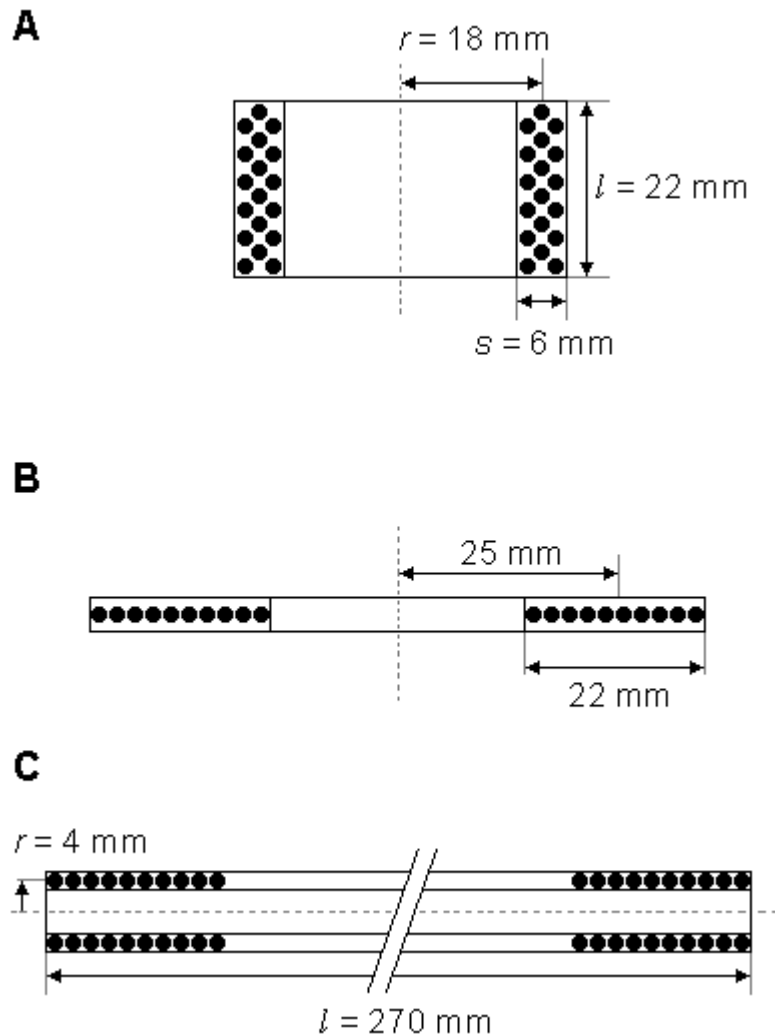 A
r = 18 mm
l = 22 mm
s = 6 mm
B
25 mm
22 mm
C
r = 4 mm
l = 270 mm